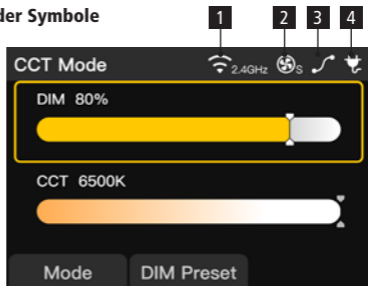 der Symbole
1 2 3 4
CCT Mode 2.4GHz S
DIM 80%
CCT 6500K
Mode DIM Preset